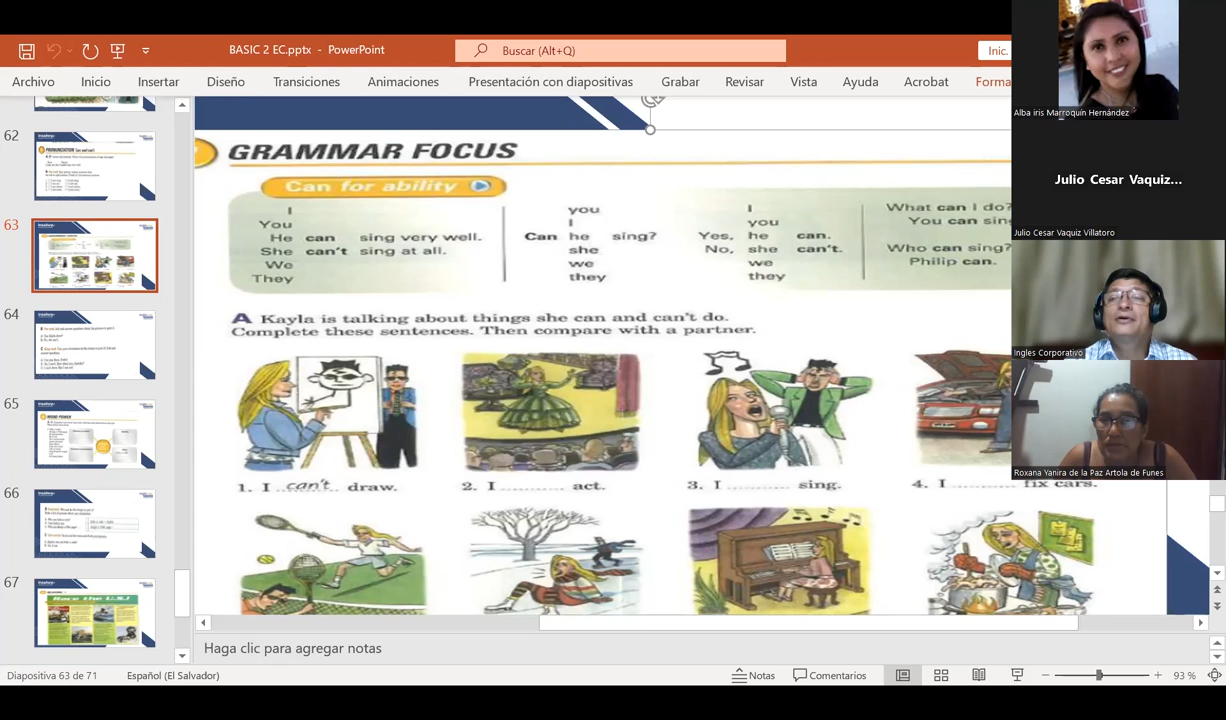 BASIC 2 EC.pptx - PowerPoint
Buscar (Alt+Q)
Inic.
Archivo Inicio Insertar Diseño Transiciones Animaciones Presentación con diapositivas Grabar Revisar Vista Ayuda Acrobat Forma
62
63
64
65
66
67
GRAMMAR FOCUS
Can for ability
I
You
He can sing very well.
She can't sing at all.
We
They
you
I
Can he sing?
she
we
they
I
you
Yes, he can.
No, she can't.
we
they
What can I do?
You can sin
Who can sing?
Philip can.
A Kayla is talking about things she can and can't do.
Complete these sentences. Then compare with a partner.
1. I can't draw.
2. I .......... act.
3. I .......... sing.
4. I .......... fix cars.
Haga clic para agregar notas
Diapositiva 63 de 71
Español (El Salvador)
Notas
Comentarios
93 %
Alba iris Marroquín Hernández
Julio Cesar Vaquiz...
Julio Cesar Vaquiz Villatoro
Ingles Corporativo
Roxana Yanira de la Paz Artola de Funes